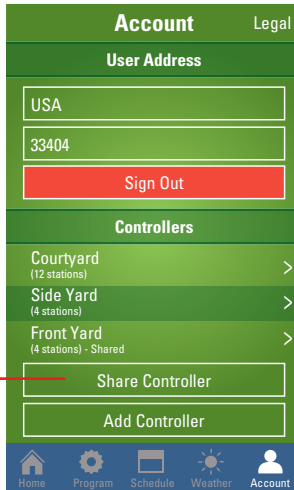 Account Legal
User Address
USA
33404
Sign Out
Controllers
Courtyard
(12 stations)
Side Yard
(4 stations)
Front Yard
(4 stations) - Shared
Share Controller
Add Controller
Home Program Schedule Weather Account